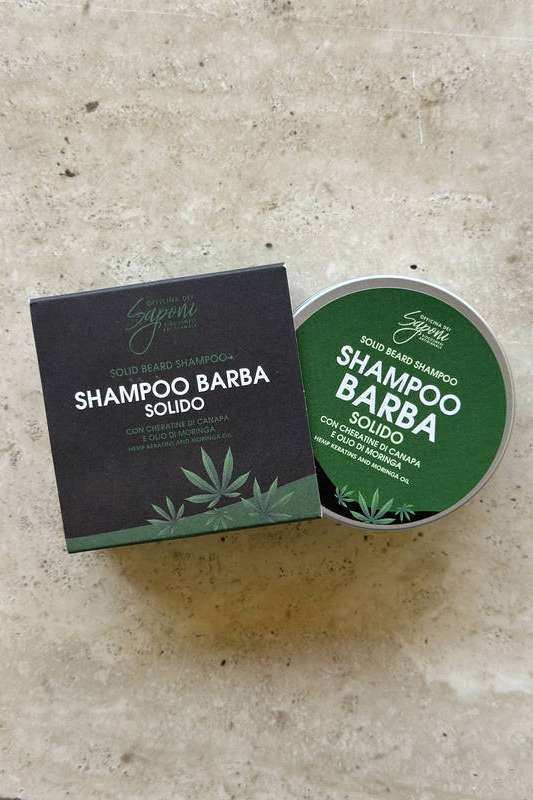 OFFICINA DEI
Saponi
SOLID BEARD SHAMPOO
SHAMPOO BARBA
SOLIDO
CON CHERATINE DI CANAPA
E OLIO DI MORINGA
HEMP KERATINS AND MORINGA OIL
OFFICINA DEI
Saponi
SOLID BEARD SHAMPOO
SHAMPOO
BARBA
SOLIDO
CON CHERATINE DI CANAPA
E OLIO DI MORINGA
HEMP KERATINS AND MORINGA OIL